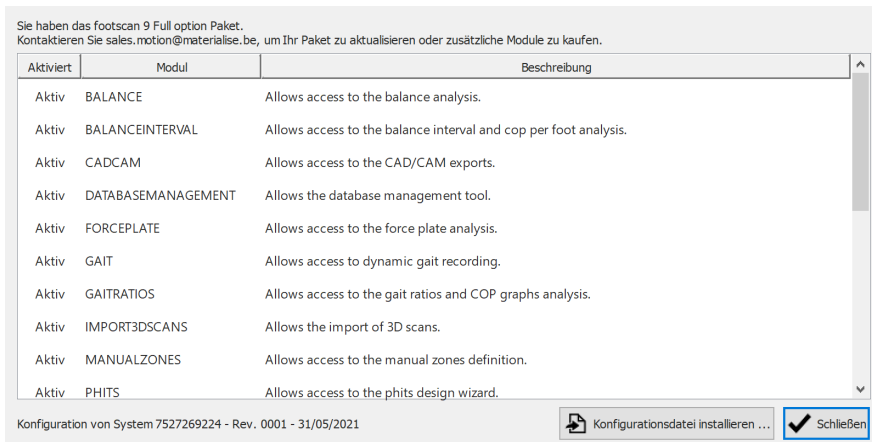 Sie haben das footscan 9 Full option Paket.
Kontaktieren Sie sales.motion@materialise.be, um Ihr Paket zu aktualisieren oder zusätzliche Module zu kaufen.
Aktiviert Modul Beschreibung
Aktiv BALANCE Allows access to the balance analysis.
Aktiv BALANCEINTERVAL Allows access to the balance interval and cop per foot analysis.
Aktiv CADCAM Allows access to the CAD/CAM exports.
Aktiv DATABASEMANAGEMENT Allows the database management tool.
Aktiv FORCEPLATE Allows access to the force plate analysis.
Aktiv GAIT Allows access to dynamic gait recording.
Aktiv GAITRATIOS Allows access to the gait ratios and COP graphs analysis.
Aktiv IMPORT3DSCANS Allows the import of 3D scans.
Aktiv MANUALZONES Allows access to the manual zones definition.
Aktiv PHITS Allows access to the phits design wizard.
Konfiguration von System 7527269224 - Rev. 0001 - 31/05/2021 Konfigurationsdatei installieren ... Schließen